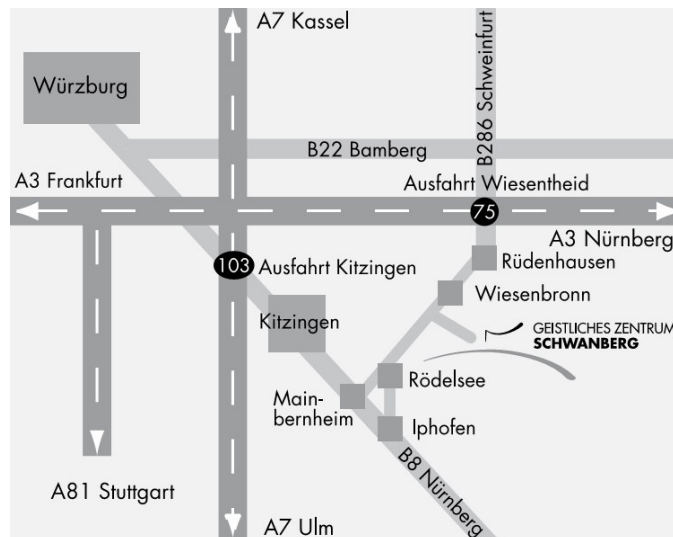 A7 Kassel
Würzburg
B286 Schweinfurt
B22 Bamberg
A3 Frankfurt
Ausfahrt Wiesentheid
75
A3 Nürnberg
103
Ausfahrt Kitzingen
Rüdenhausen
Wiesenbronn
Kitzingen
GEISTLICHES ZENTRUM
SCHWANBERG
Rödelsee
Main-
bernheim
Iphofen
B8 Nürnberg
A81 Stuttgart
A7 Ulm